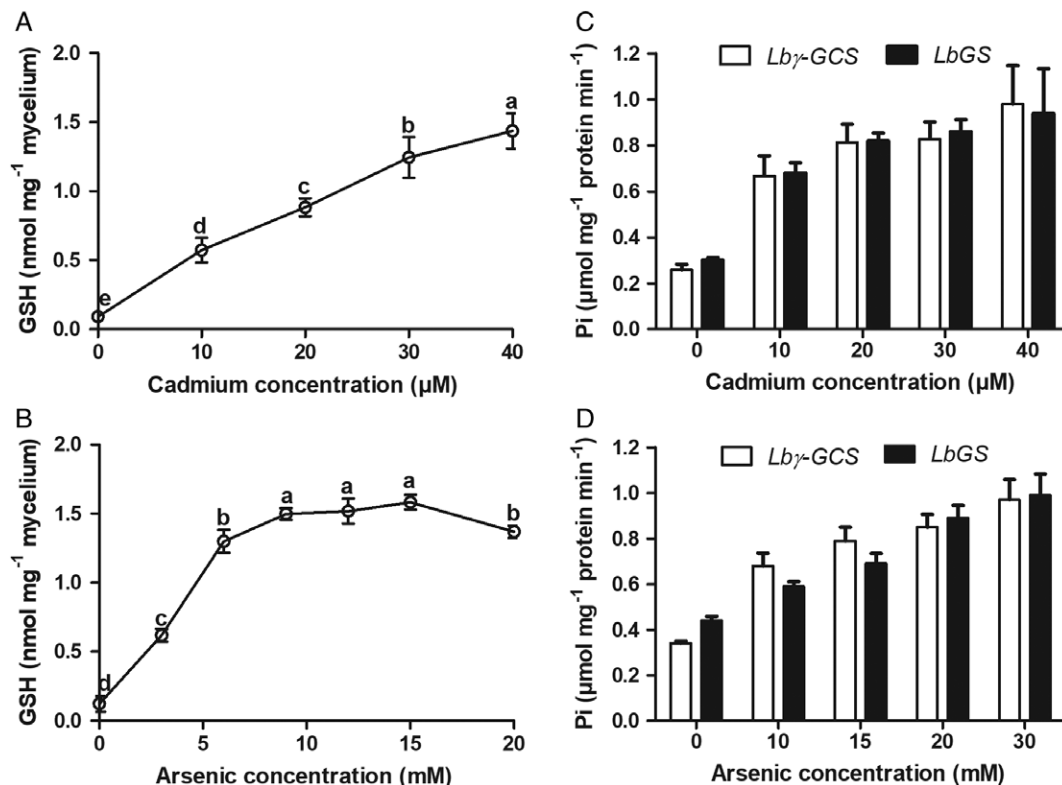 A
GSH (nmol mg⁻¹ mycelium)
2.0
1.5
1.0
0.5
0.0
e
d
c
b
a
0 10 20 30 40
Cadmium concentration (µM)
B
GSH (nmol mg⁻¹ mycelium)
2.0
1.5
1.0
0.5
0.0
d
c
b
a
a
a
b
0 5 10 15 20
Arsenic concentration (mM)
C
Lbγ-GCS LbGS
Pi (µmol mg⁻¹ protein min⁻¹)
1.2
1.0
0.8
0.6
0.4
0.2
0.0
0 10 20 30 40
Cadmium concentration (µM)
D
Lbγ-GCS LbGS
Pi (µmol mg⁻¹ protein min⁻¹)
1.2
1.0
0.8
0.6
0.4
0.2
0.0
0 10 15 20 30
Arsenic concentration (mM)